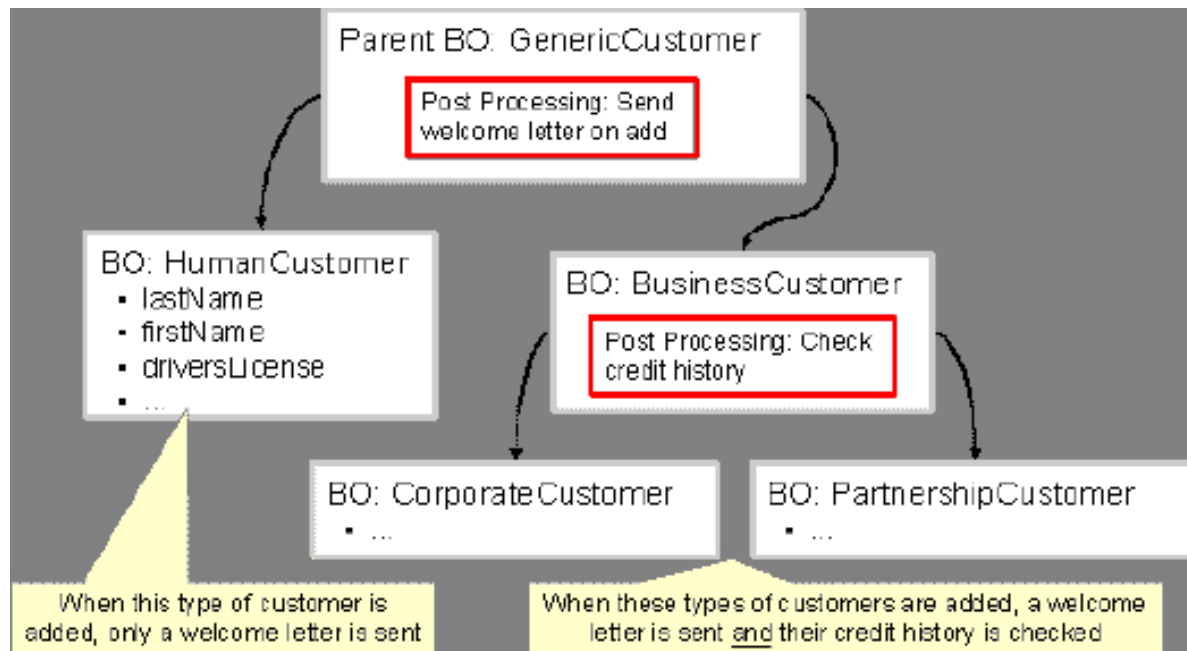 Parent BO: GenericCustomer
Post Processing: Send
welcome letter on add
BO: HumanCustomer
▪ lastName
▪ firstName
▪ driversLicense
▪ ...
BO: BusinessCustomer
Post Processing: Check
credit history
BO: CorporateCustomer
▪ ...
BO: PartnershipCustomer
▪ ...
When this type of customer is
added, only a welcome letter is sent
When these types of customers are added, a welcome
letter is sent and their credit history is checked